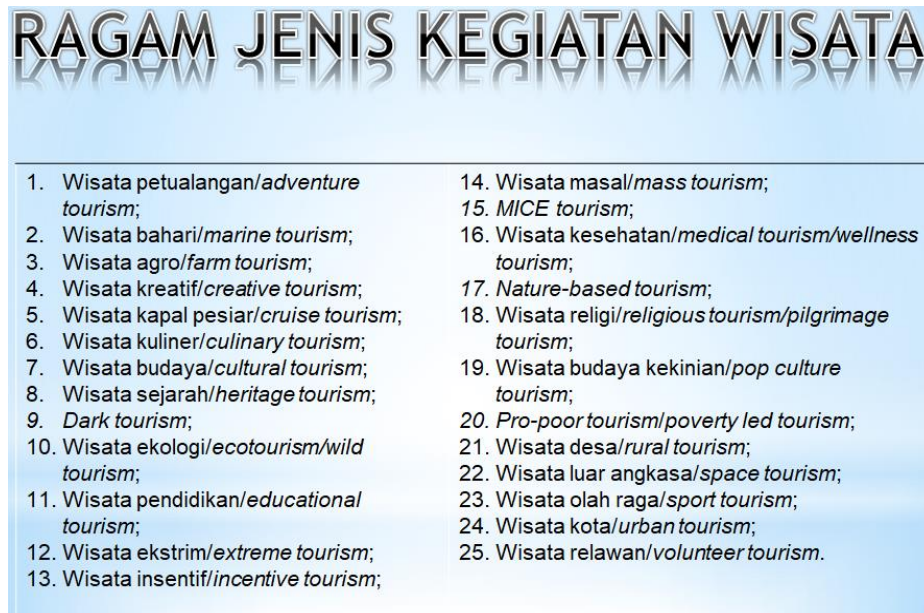 RAGAM JENIS KEGIATAN WISATA
1. Wisata petualangan/adventure
tourism;
2. Wisata bahari/marine tourism;
3. Wisata agro/farm tourism;
4. Wisata kreatif/creative tourism;
5. Wisata kapal pesiar/cruise tourism;
6. Wisata kuliner/culinary tourism;
7. Wisata budaya/cultural tourism;
8. Wisata sejarah/heritage tourism;
9. Dark tourism;
10. Wisata ekologi/ecotourism/wild
tourism;
11. Wisata pendidikan/educational
tourism;
12. Wisata ekstrim/extreme tourism;
13. Wisata insentif/incentive tourism;
14. Wisata masal/mass tourism;
15. MICE tourism;
16. Wisata kesehatan/medical tourism/wellness
tourism;
17. Nature-based tourism;
18. Wisata religi/religious tourism/pilgrimage
tourism;
19. Wisata budaya kekinian/pop culture
tourism;
20. Pro-poor tourism/poverty led tourism;
21. Wisata desa/rural tourism;
22. Wisata luar angkasa/space tourism;
23. Wisata olah raga/sport tourism;
24. Wisata kota/urban tourism;
25. Wisata relawan/volunteer tourism.